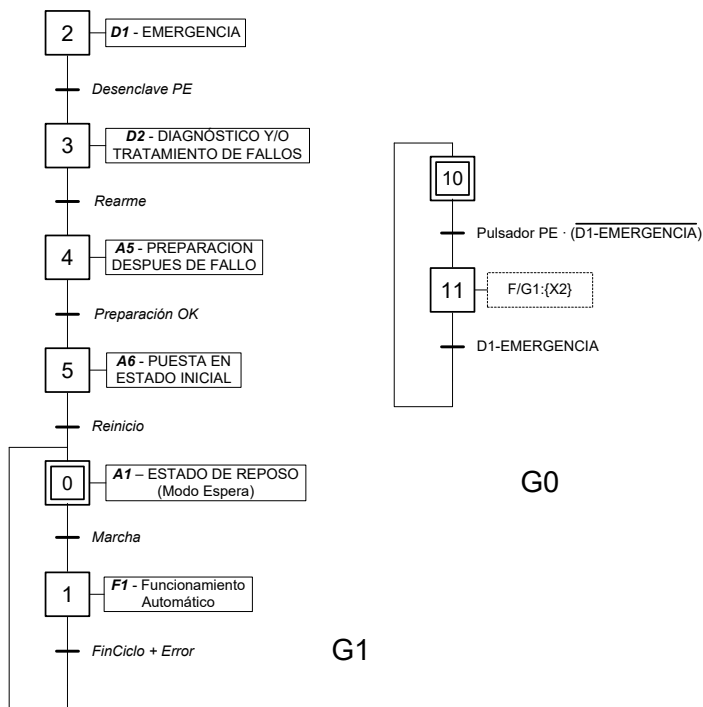 2
D1 - EMERGENCIA
Desenclave PE
3
D2 - DIAGNÓSTICO Y/O
TRATAMIENTO DE FALLOS
Rearme
4
A5 - PREPARACION
DESPUES DE FALLO
Preparación OK
5
A6 - PUESTA EN
ESTADO INICIAL
Reinicio
0
A1 – ESTADO DE REPOSO
(Modo Espera)
Marcha
1
F1 - Funcionamiento
Automático
FinCiclo + Error
G1
10
Pulsador PE · (D1-EMERGENCIA)
11
F/G1:{X2}
D1-EMERGENCIA
G0